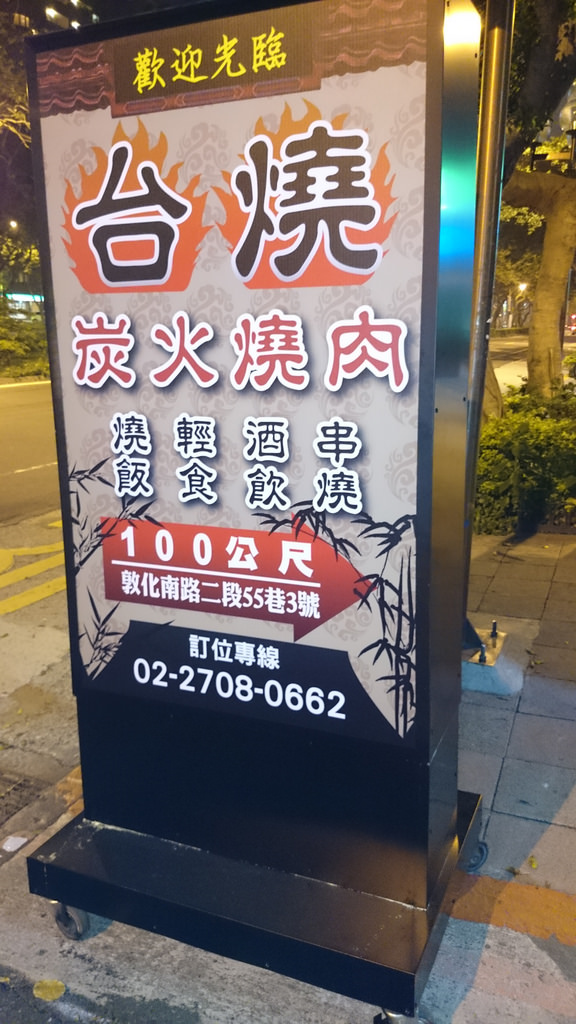 歡迎光臨
台燒
炭火燒肉
燒飯 輕食 酒飲 串燒
100公尺
敦化南路二段55巷3號
訂位專線
02-2708-0662